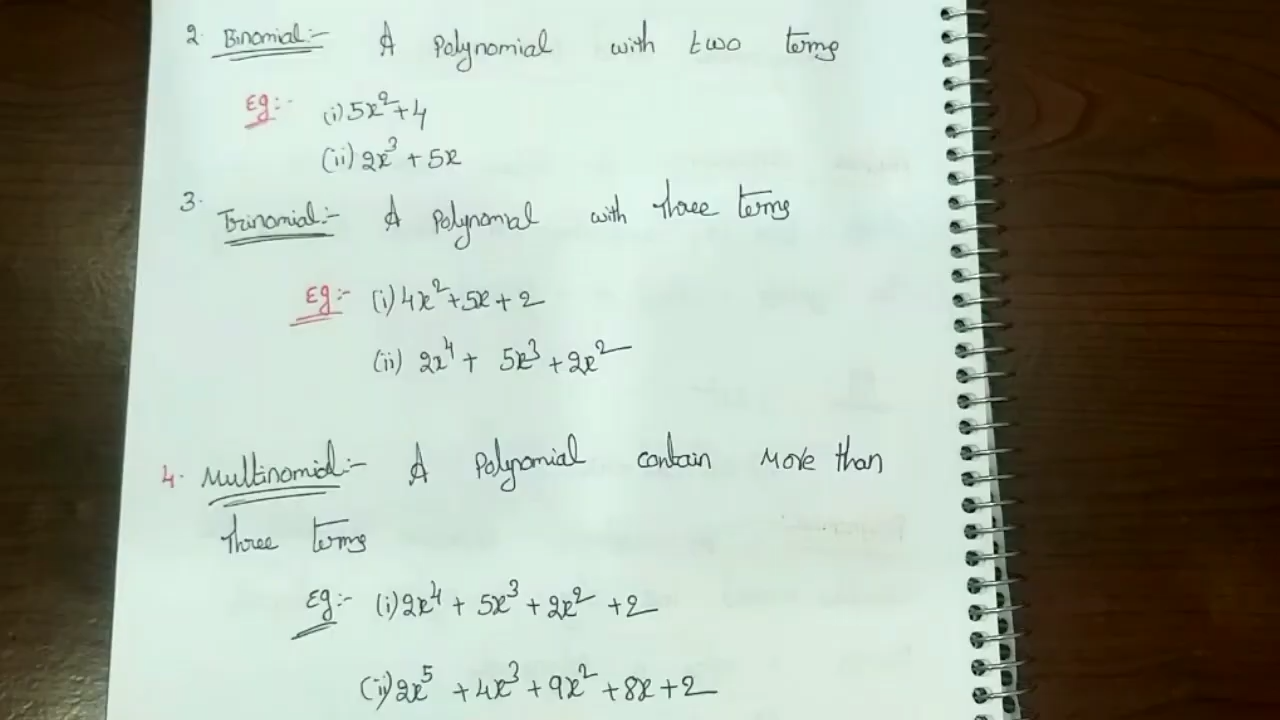 2. Binomial:- A Polynomial with two terms
Eg:- (i) 5x²+4
(ii) 2x³ + 5x
3. Trinomial:- A Polynomial with three terms
Eg:- (i) 4x²+5x+2
(ii) 2x⁴ + 5x³ + 2x²
4. Multinomial:- A Polynomial contain More than
three terms
Eg:- (i) 2x⁴ + 5x³ + 2x² + 2
(ii) 2x⁵ + 4x³ + 9x² + 8x + 2